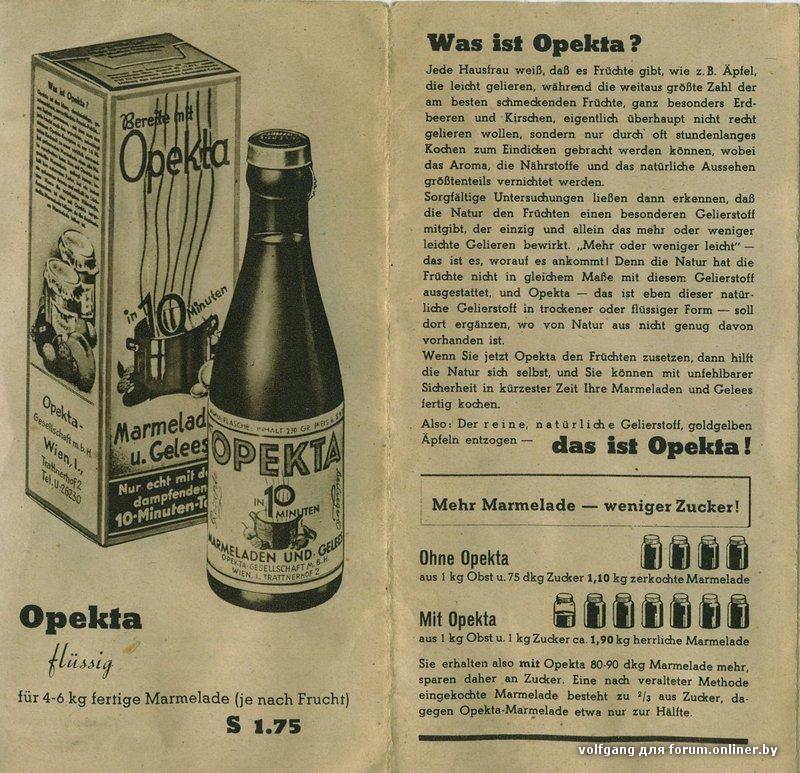 Was ist Opekta?
Bereite mit
Opekta
in 10 Minuten
Opekta-
Gesellschaft m.b.H.
Wien, I.,
Trattnerhof 2
Tel. U-26230
Marmelad
u. Gelees
Nur echt mit de
dampfenden
10-Minuten-To
FLASCHE. INHALT 230 GR.
OPEKTA
IN 10 MINUTEN
MARMELADEN UND GELEES
OPEKTA-GESELLSCHAFT M.B.H.
WIEN, I. TRATTNERHOF 2
Opekta
flüssig
für 4-6 kg fertige Marmelade (je nach Frucht)
S 1.75
Was ist Opekta?
Jede Hausfrau weiß, daß es Früchte gibt, wie z. B. Äpfel,
die leicht gelieren, während die weitaus größte Zahl der
am besten schmeckenden Früchte, ganz besonders Erd-
beeren und Kirschen, eigentlich überhaupt nicht recht
gelieren wollen, sondern nur durch oft stundenlanges
Kochen zum Eindicken gebracht werden können, wobei
das Aroma, die Nährstoffe und das natürliche Aussehen
größtenteils vernichtet werden.
Sorgfältige Untersuchungen ließen dann erkennen, daß
die Natur den Früchten einen besonderen Gelierstoff
mitgibt, der einzig und allein das mehr oder weniger
leichte Gelieren bewirkt. „Mehr oder weniger leicht" —
das ist es, worauf es ankommt! Denn die Natur hat die
Früchte nicht in gleichem Maße mit diesem Gelierstoff
ausgestattet, und Opekta — das ist eben dieser natür-
liche Gelierstoff in trockener oder flüssiger Form — soll
dort ergänzen, wo von Natur aus nicht genug davon
vorhanden ist.
Wenn Sie jetzt Opekta den Früchten zusetzen, dann hilft
die Natur sich selbst, und Sie können mit unfehlbarer
Sicherheit in kürzester Zeit Ihre Marmeladen und Gelees
fertig kochen.
Also: Der reine, natürliche Gelierstoff, goldgelben
Äpfeln entzogen — das ist Opekta!
Mehr Marmelade — weniger Zucker!
Ohne Opekta
aus 1 kg Obst u. 75 dkg Zucker 1,10 kg zerkochte Marmelade
Mit Opekta
aus 1 kg Obst u. 1 kg Zucker ca. 1,90 kg herrliche Marmelade
Sie erhalten also mit Opekta 80-90 dkg Marmelade mehr,
sparen daher an Zucker. Eine nach veralteter Methode
eingekochte Marmelade besteht zu ²/₃ aus Zucker, da-
gegen Opekta-Marmelade etwa nur zur Hälfte.
volfgang для forum.onliner.by